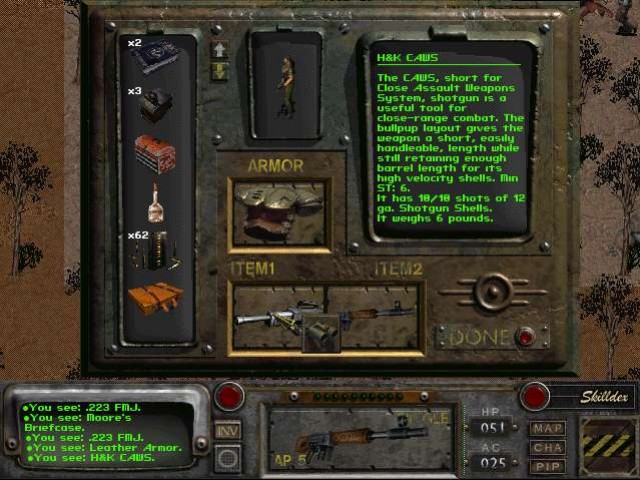 x2
x3
x62
ARMOR
ITEM1
ITEM2
H&K CAWS
The CAWS, short for
Close Assault Weapons
System, shotgun is a
useful tool for
close-range combat. The
bullpup layout gives the
weapon a short, easily
handleable, length while
still retaining enough
barrel length for its
high velocity shells. Min
ST: 6.
It has 10/10 shots of 12
ga. Shotgun Shells.
It weighs 6 pounds.
DONE
You see: .223 FMJ.
You see: Moore's
Briefcase.
You see: .223 FMJ.
You see: Leather Armor.
You see: H&K CAWS.
INV
AP 5
HP
051
AC
025
Skilldex
MAP
CHA
PIP